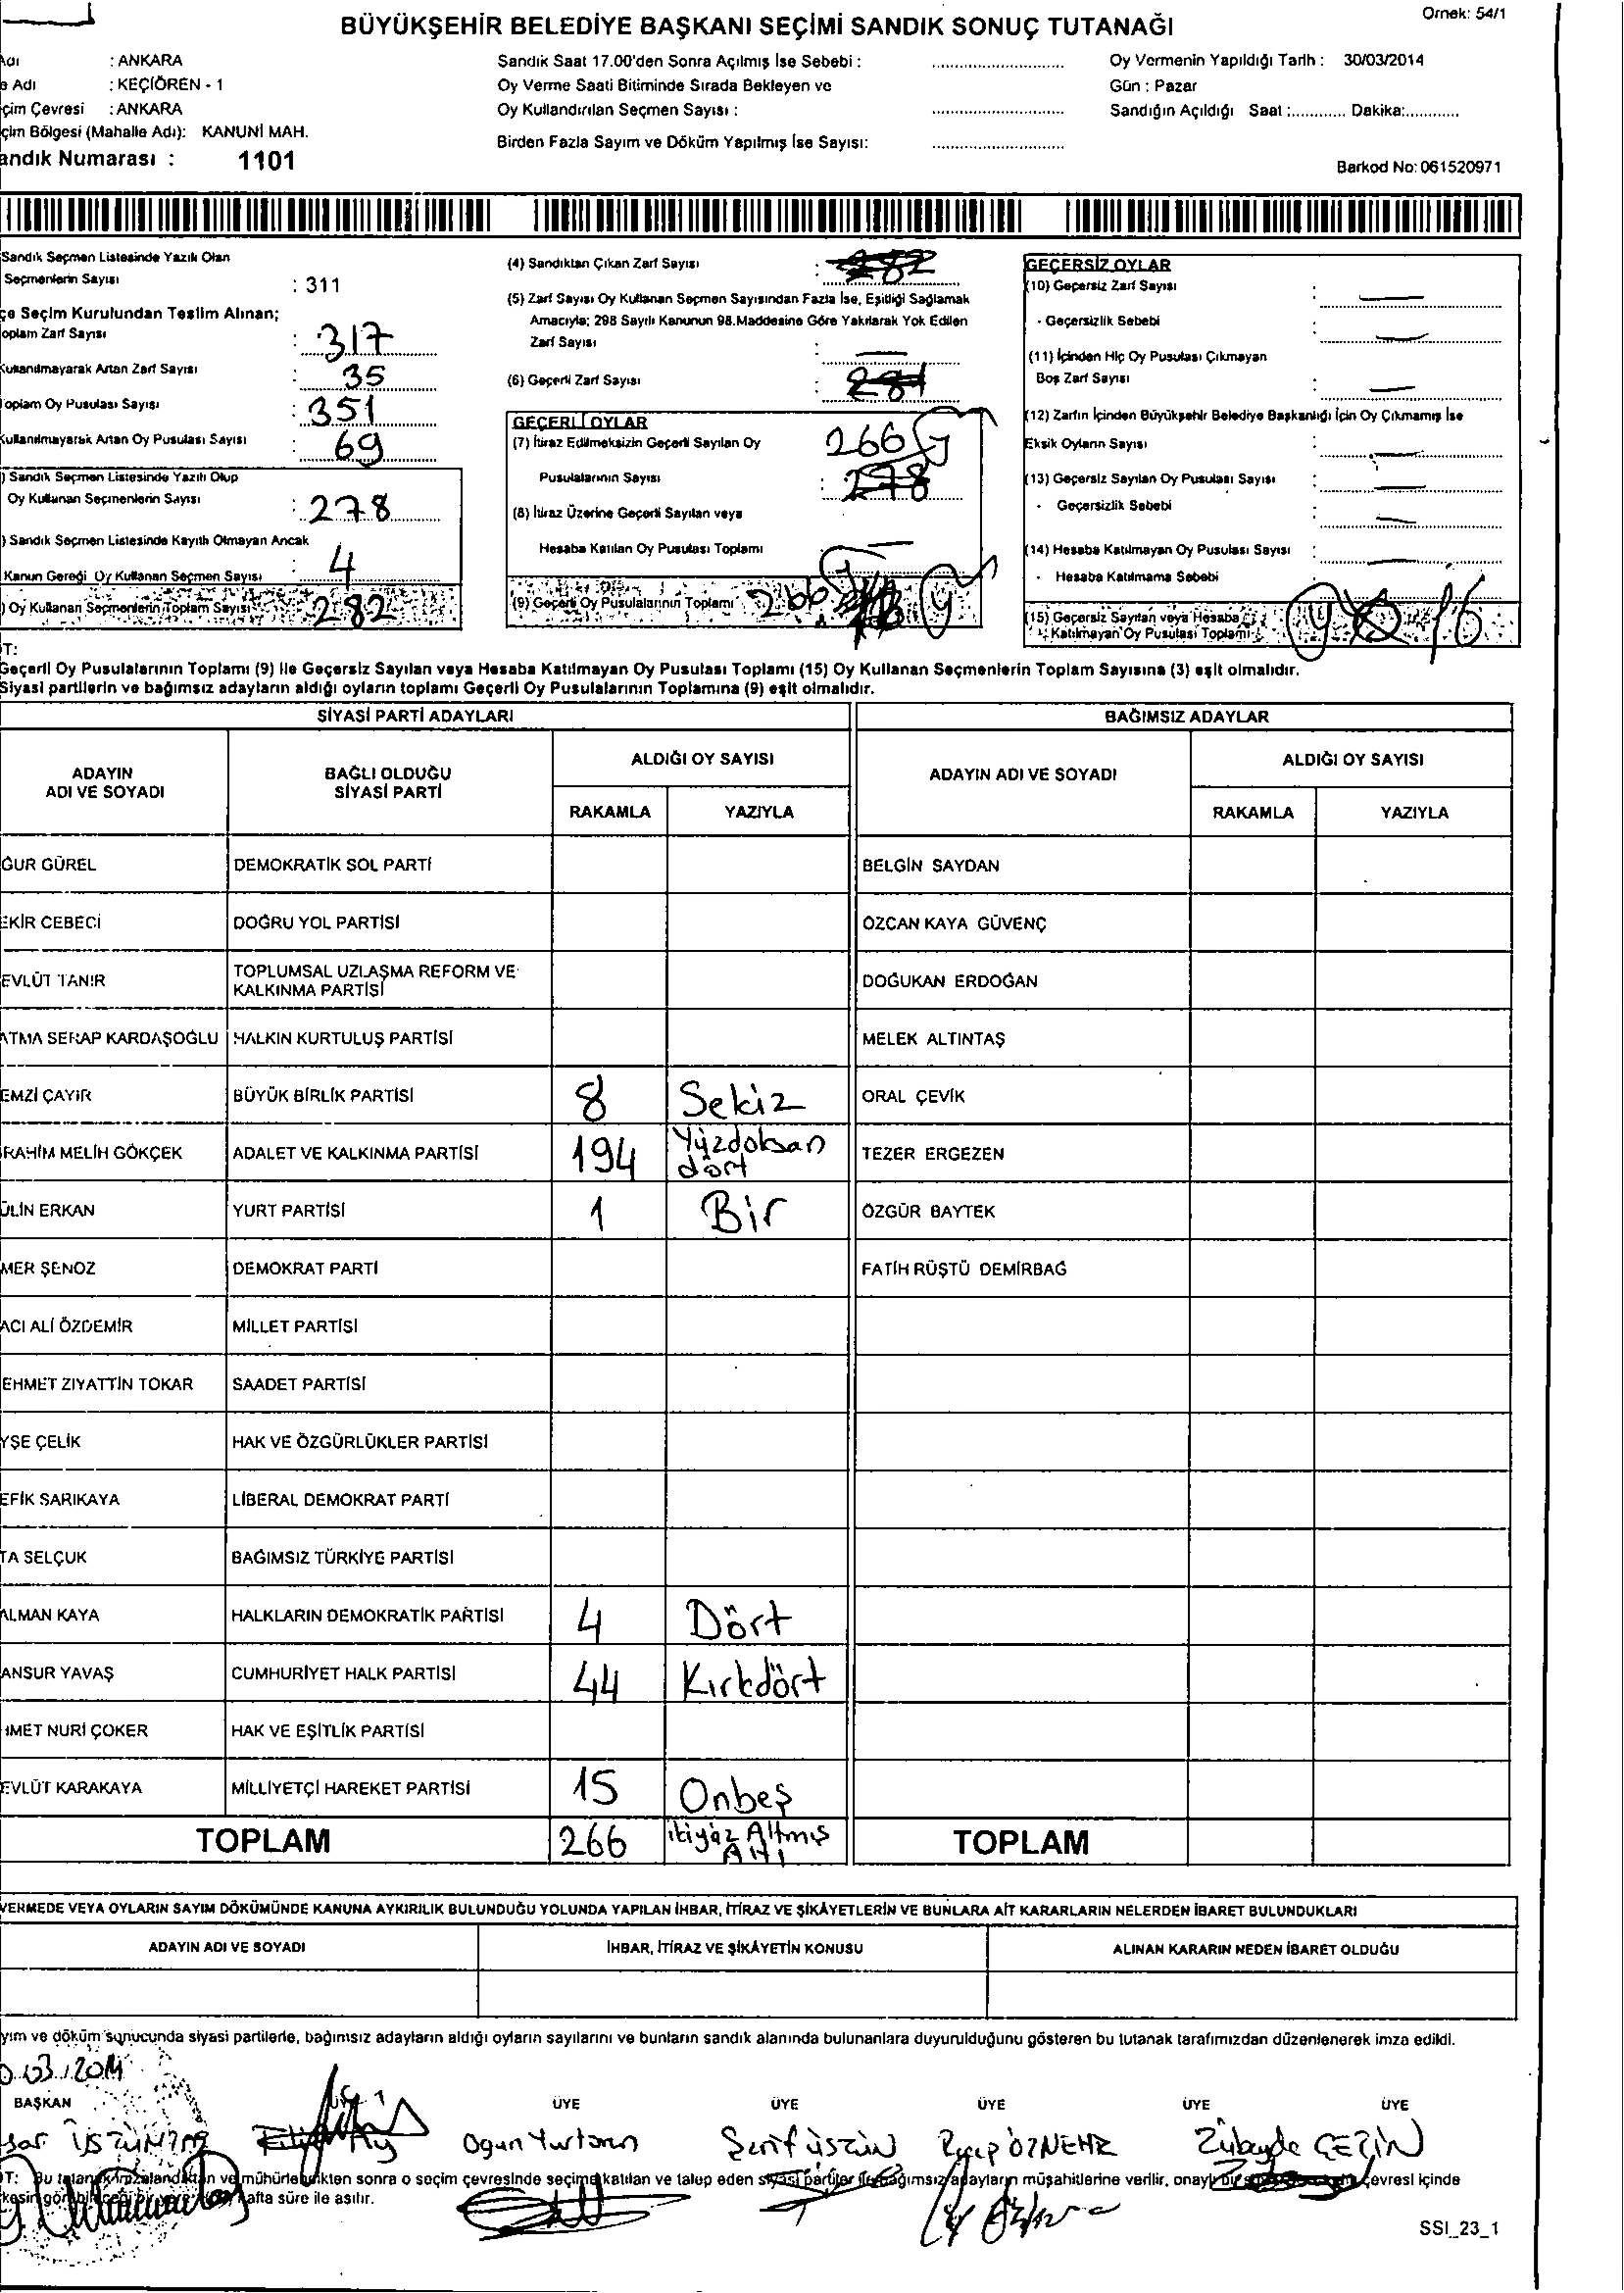 Örnek: 54/1
BÜYÜKŞEHİR BELEDİYE BAŞKANI SEÇİMİ SANDIK SONUÇ TUTANAĞI
Adı : ANKARA
e Adı : KEÇİÖREN - 1
çim Çevresi : ANKARA
çim Bölgesi (Mahalle Adı): KANUNİ MAH.
andık Numarası : 1101
Sandık Saat 17.00'den Sonra Açılmış İse Sebebi :
Oy Verme Saati Bitiminde Sırada Bekleyen ve
Oy Kullandırılan Seçmen Sayısı :
Birden Fazla Sayım ve Döküm Yapılmış İse Sayısı:
Oy Vermenin Yapıldığı Tarih : 30/03/2014
Gün : Pazar
Sandığın Açıldığı Saat :............ Dakika:............
Barkod No: 061520971
Sandık Seçmen Listesinde Yazılı Olan
Seçmenlerin Sayısı : 311
çe Seçim Kurulundan Teslim Alınan;
oplam Zarf Sayısı : 317
Kullanılmayarak Artan Zarf Sayısı : 35
oplam Oy Pusulası Sayısı : 351
Kullanılmayarak Artan Oy Pusulası Sayısı : 69
) Sandık Seçmen Listesinde Yazılı Olup
Oy Kullanan Seçmenlerin Sayısı : 278
) Sandık Seçmen Listesinde Kayıtlı Olmayan Ancak
Kanun Gereği Oy Kullanan Seçmen Sayısı : 4
) Oy Kullanan Seçmenlerin Toplam Sayısı : 282
(4) Sandıktan Çıkan Zarf Sayısı : 282
(5) Zarf Sayısı Oy Kullanan Seçmen Sayısından Fazla İse, Eşitliği Sağlamak
Amacıyla; 298 Sayılı Kanunun 98.Maddesine Göre Yakılarak Yok Edilen
Zarf Sayısı : —
(6) Geçerli Zarf Sayısı : 281
GEÇERLİ OYLAR
(7) İtiraz Edilmeksizin Geçerli Sayılan Oy 266
Pusulalarının Sayısı : 278
(8) İtiraz Üzerine Geçerli Sayılan veya
Hesaba Katılan Oy Pusulası Toplamı : —
(9) Geçerli Oy Pusulalarının Toplamı 266
GEÇERSİZ OYLAR
(10) Geçersiz Zarf Sayısı : —
- Geçersizlik Sebebi : —
(11) İçinden Hiç Oy Pusulası Çıkmayan
Boş Zarf Sayısı : —
(12) Zarfın İçinden Büyükşehir Belediye Başkanlığı İçin Oy Çıkmamış İse
Eksik Oyların Sayısı : —
(13) Geçersiz Sayılan Oy Pusulası Sayısı : —
- Geçersizlik Sebebi : —
(14) Hesaba Katılmayan Oy Pusulası Sayısı : —
- Hesaba Katılmama Sebebi :
(15) Geçersiz Sayılan veya Hesaba
Katılmayan Oy Pusulası Toplamı : 16
T:
Geçerli Oy Pusulalarının Toplamı (9) ile Geçersiz Sayılan veya Hesaba Katılmayan Oy Pusulası Toplamı (15) Oy Kullanan Seçmenlerin Toplam Sayısına (3) eşit olmalıdır.
Siyasi partilerin ve bağımsız adayların aldığı oyların toplamı Geçerli Oy Pusulalarının Toplamına (9) eşit olmalıdır.
SİYASİ PARTİ ADAYLARI BAĞIMSIZ ADAYLAR
ADAYIN ADI VE SOYADI BAĞLI OLDUĞU SİYASİ PARTİ ALDIĞI OY SAYISI ADAYIN ADI VE SOYADI ALDIĞI OY SAYISI
RAKAMLA YAZIYLA RAKAMLA YAZIYLA
ĞUR GÜREL DEMOKRATİK SOL PARTİ BELGİN SAYDAN
EKİR CEBECİ DOĞRU YOL PARTİSİ ÖZCAN KAYA GÜVENÇ
EVLÜT TANIR TOPLUMSAL UZLAŞMA REFORM VE KALKINMA PARTİSİ DOĞUKAN ERDOĞAN
ATMA SERAP KARDAŞOĞLU HALKIN KURTULUŞ PARTİSİ MELEK ALTINTAŞ
EMZİ ÇAYIR BÜYÜK BİRLİK PARTİSİ 8 Sekiz ORAL ÇEVİK
RAHİM MELİH GÖKÇEK ADALET VE KALKINMA PARTİSİ 194 Yüzdoksan dört TEZER ERGEZEN
ÜLİN ERKAN YURT PARTİSİ 1 Bir ÖZGÜR BAYTEK
MER ŞENOZ DEMOKRAT PARTİ FATİH RÜŞTÜ DEMİRBAĞ
ACI ALİ ÖZDEMİR MİLLET PARTİSİ
EHMET ZIYATTİN TOKAR SAADET PARTİSİ
YŞE ÇELİK HAK VE ÖZGÜRLÜKLER PARTİSİ
EFİK SARIKAYA LİBERAL DEMOKRAT PARTİ
TA SELÇUK BAĞIMSIZ TÜRKİYE PARTİSİ
ALMAN KAYA HALKLARIN DEMOKRATİK PARTİSİ 4 Dört
ANSUR YAVAŞ CUMHURİYET HALK PARTİSİ 44 Kırkdört
HMET NURİ ÇOKER HAK VE EŞİTLİK PARTİSİ
EVLÜT KARAKAYA MİLLİYETÇİ HAREKET PARTİSİ 15 Onbeş
TOPLAM 266 ikiyüz Altmış Altı TOPLAM
VERMEDE VEYA OYLARIN SAYIM DÖKÜMÜNDE KANUNA AYKIRILIK BULUNDUĞU YOLUNDA YAPILAN İHBAR, İTİRAZ VE ŞİKÂYETLERİN VE BUNLARA AİT KARARLARIN NELERDEN İBARET BULUNDUKLARI
ADAYIN ADI VE SOYADI İHBAR, İTİRAZ VE ŞİKÂYETİN KONUSU ALINAN KARARIN NEDEN İBARET OLDUĞU
yım ve döküm sonucunda siyasi partilerle, bağımsız adayların aldığı oyların sayılarını ve bunların sandık alanında bulunanlara duyurulduğunu gösteren bu tutanak tarafımızdan düzenlenerek imza edildi.
0.03.2014
BAŞKAN ÜYE ÜYE ÜYE ÜYE ÜYE
Ogun Yurtaran Şerif ÜSTÜN Recep ÖZNEHR Zübeyde ÇEÇİN
T: Bu tutanak imzalandıktan ve mühürlendikten sonra o seçim çevresinde seçime katılan ve talep eden siyasi partiler ile bağımsız adayların müşahitlerine verilir, onaylı bir çevresi içinde
hafta süre ile asılır.
SSI_23_1